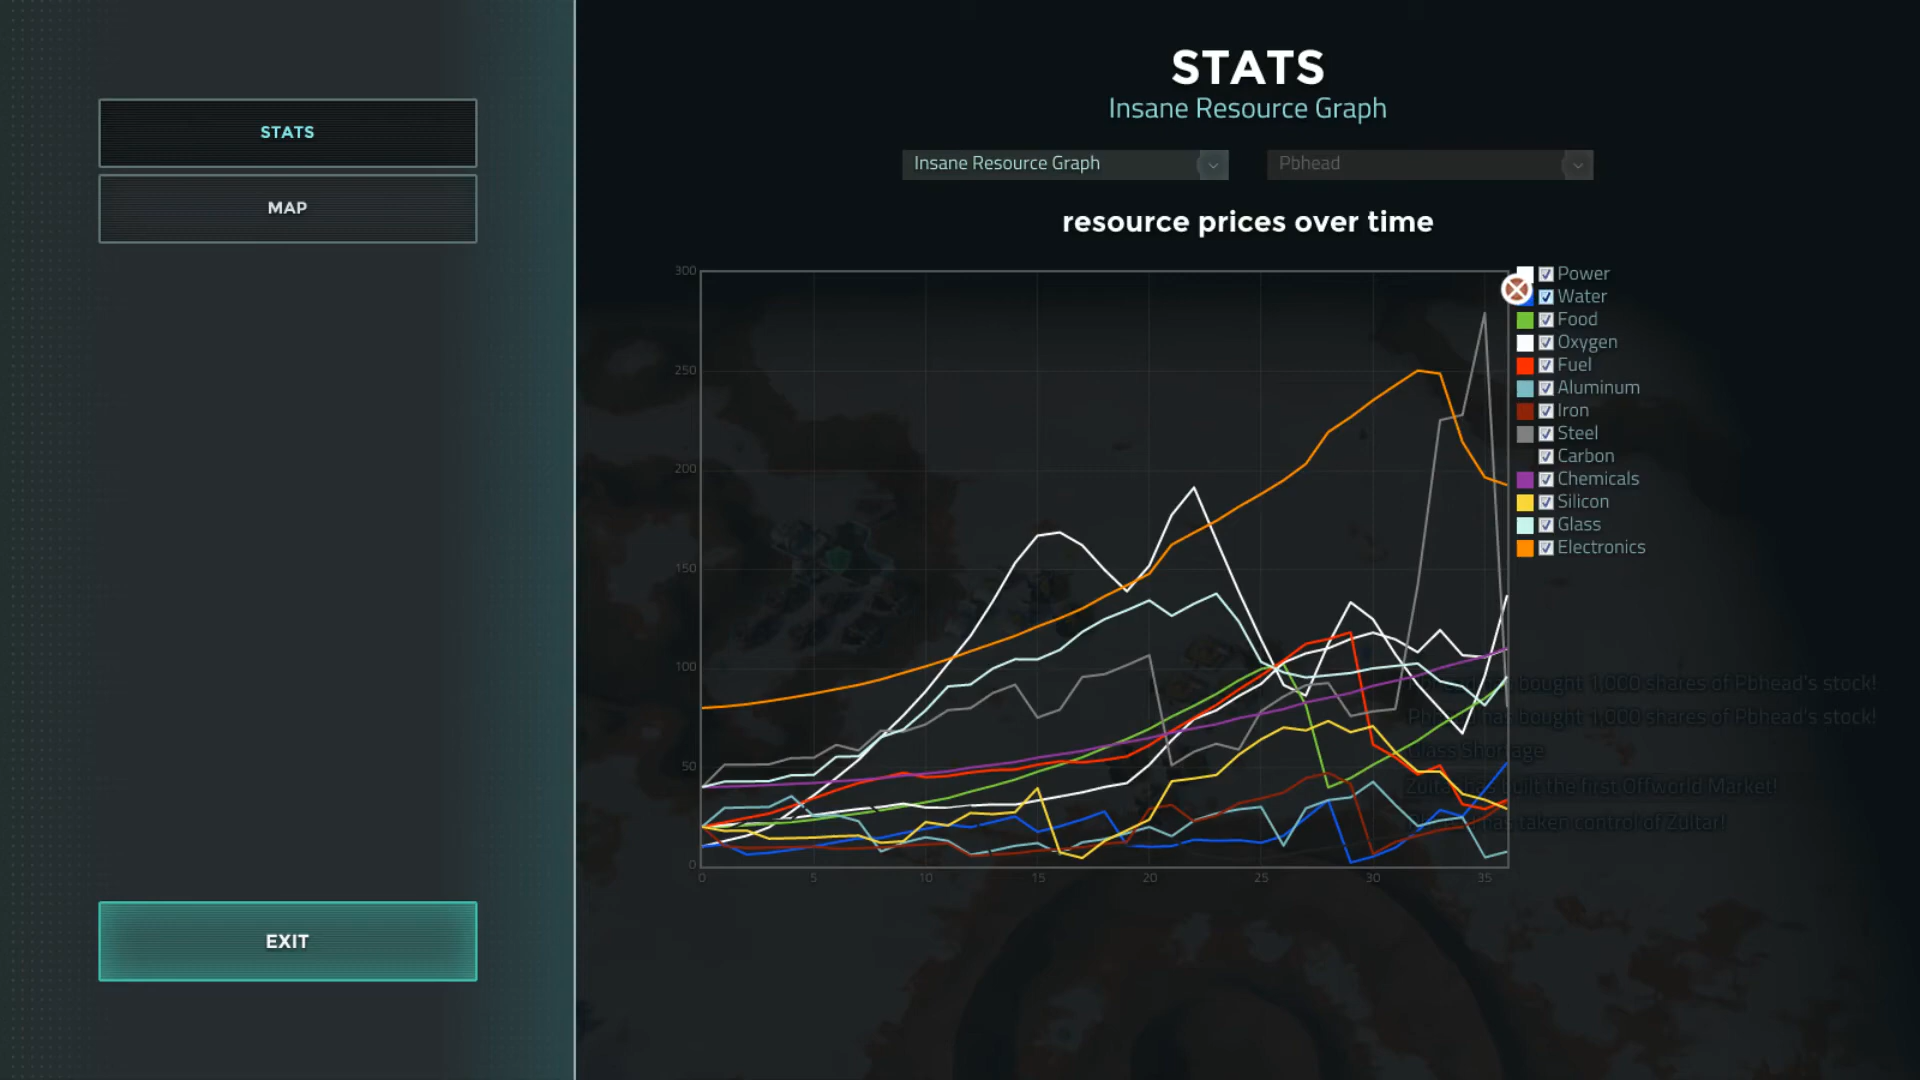 STATS
MAP
EXIT
STATS
Insane Resource Graph
Insane Resource Graph
Pbhead
resource prices over time
300
250
200
150
100
50
0
0 5 10 15 20 25 30 35
Power
Water
Food
Oxygen
Fuel
Aluminum
Iron
Steel
Carbon
Chemicals
Silicon
Glass
Electronics
bought 1,000 shares of Pbhead's stock!
has bought 1,000 shares of Pbhead's stock!
Glass Shortage
built the first Offworld Market!
has taken control of Zultar!